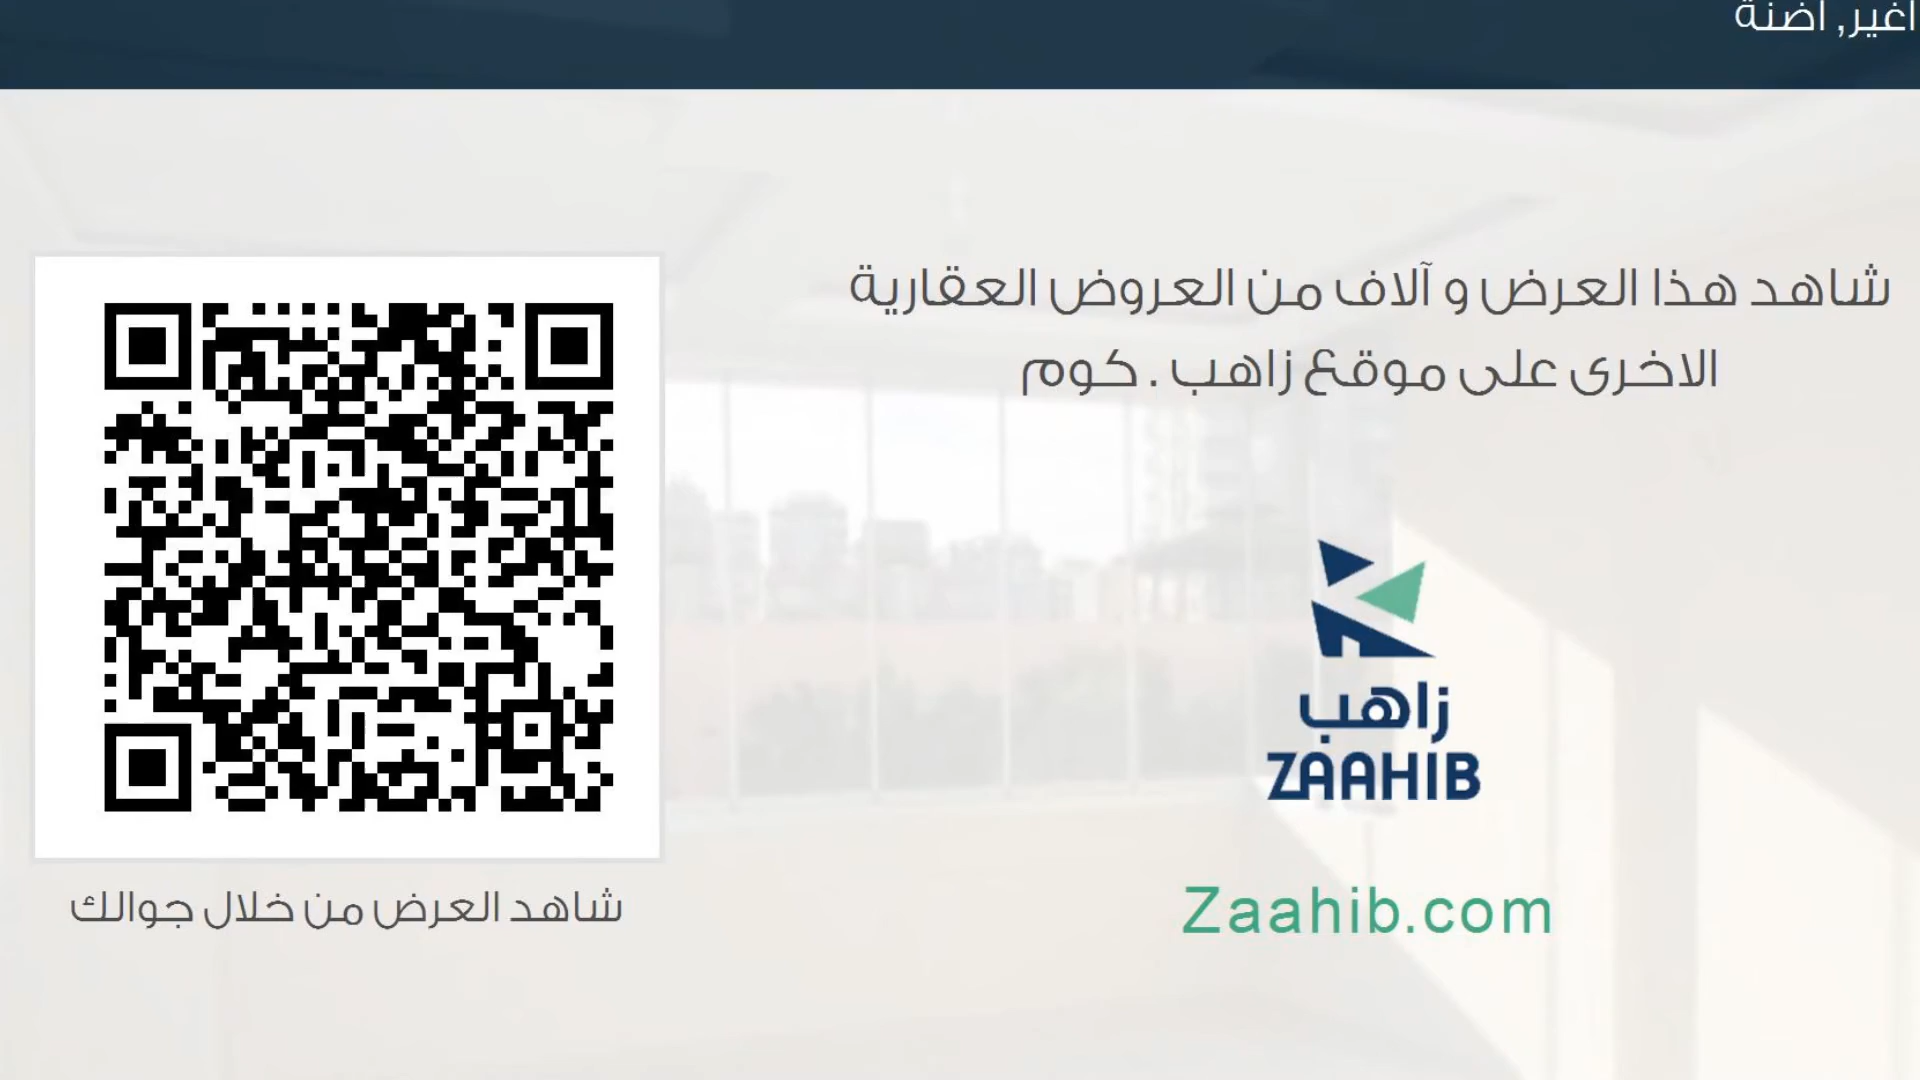 اغير, اضنة
شاهد هذا العرض و آلاف من العروض العقارية
الاخرى على موقع زاهب . كوم
زاهب
ZAAHIB
Zaahib.com
شاهد العرض من خلال جوالك